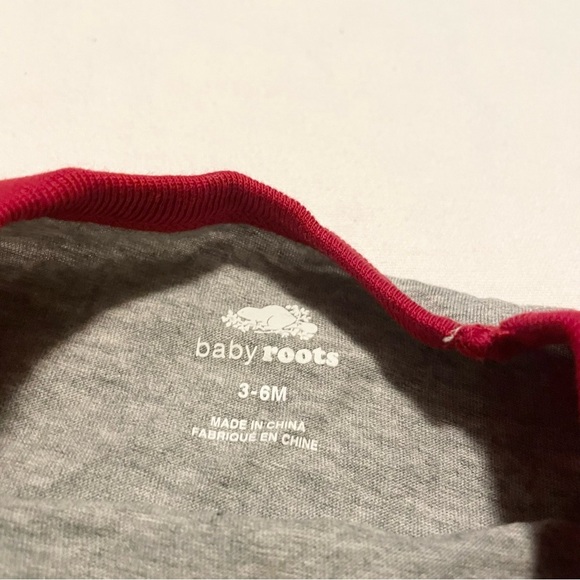 baby roots
3-6M
MADE IN CHINA
FABRIQUE EN CHINE